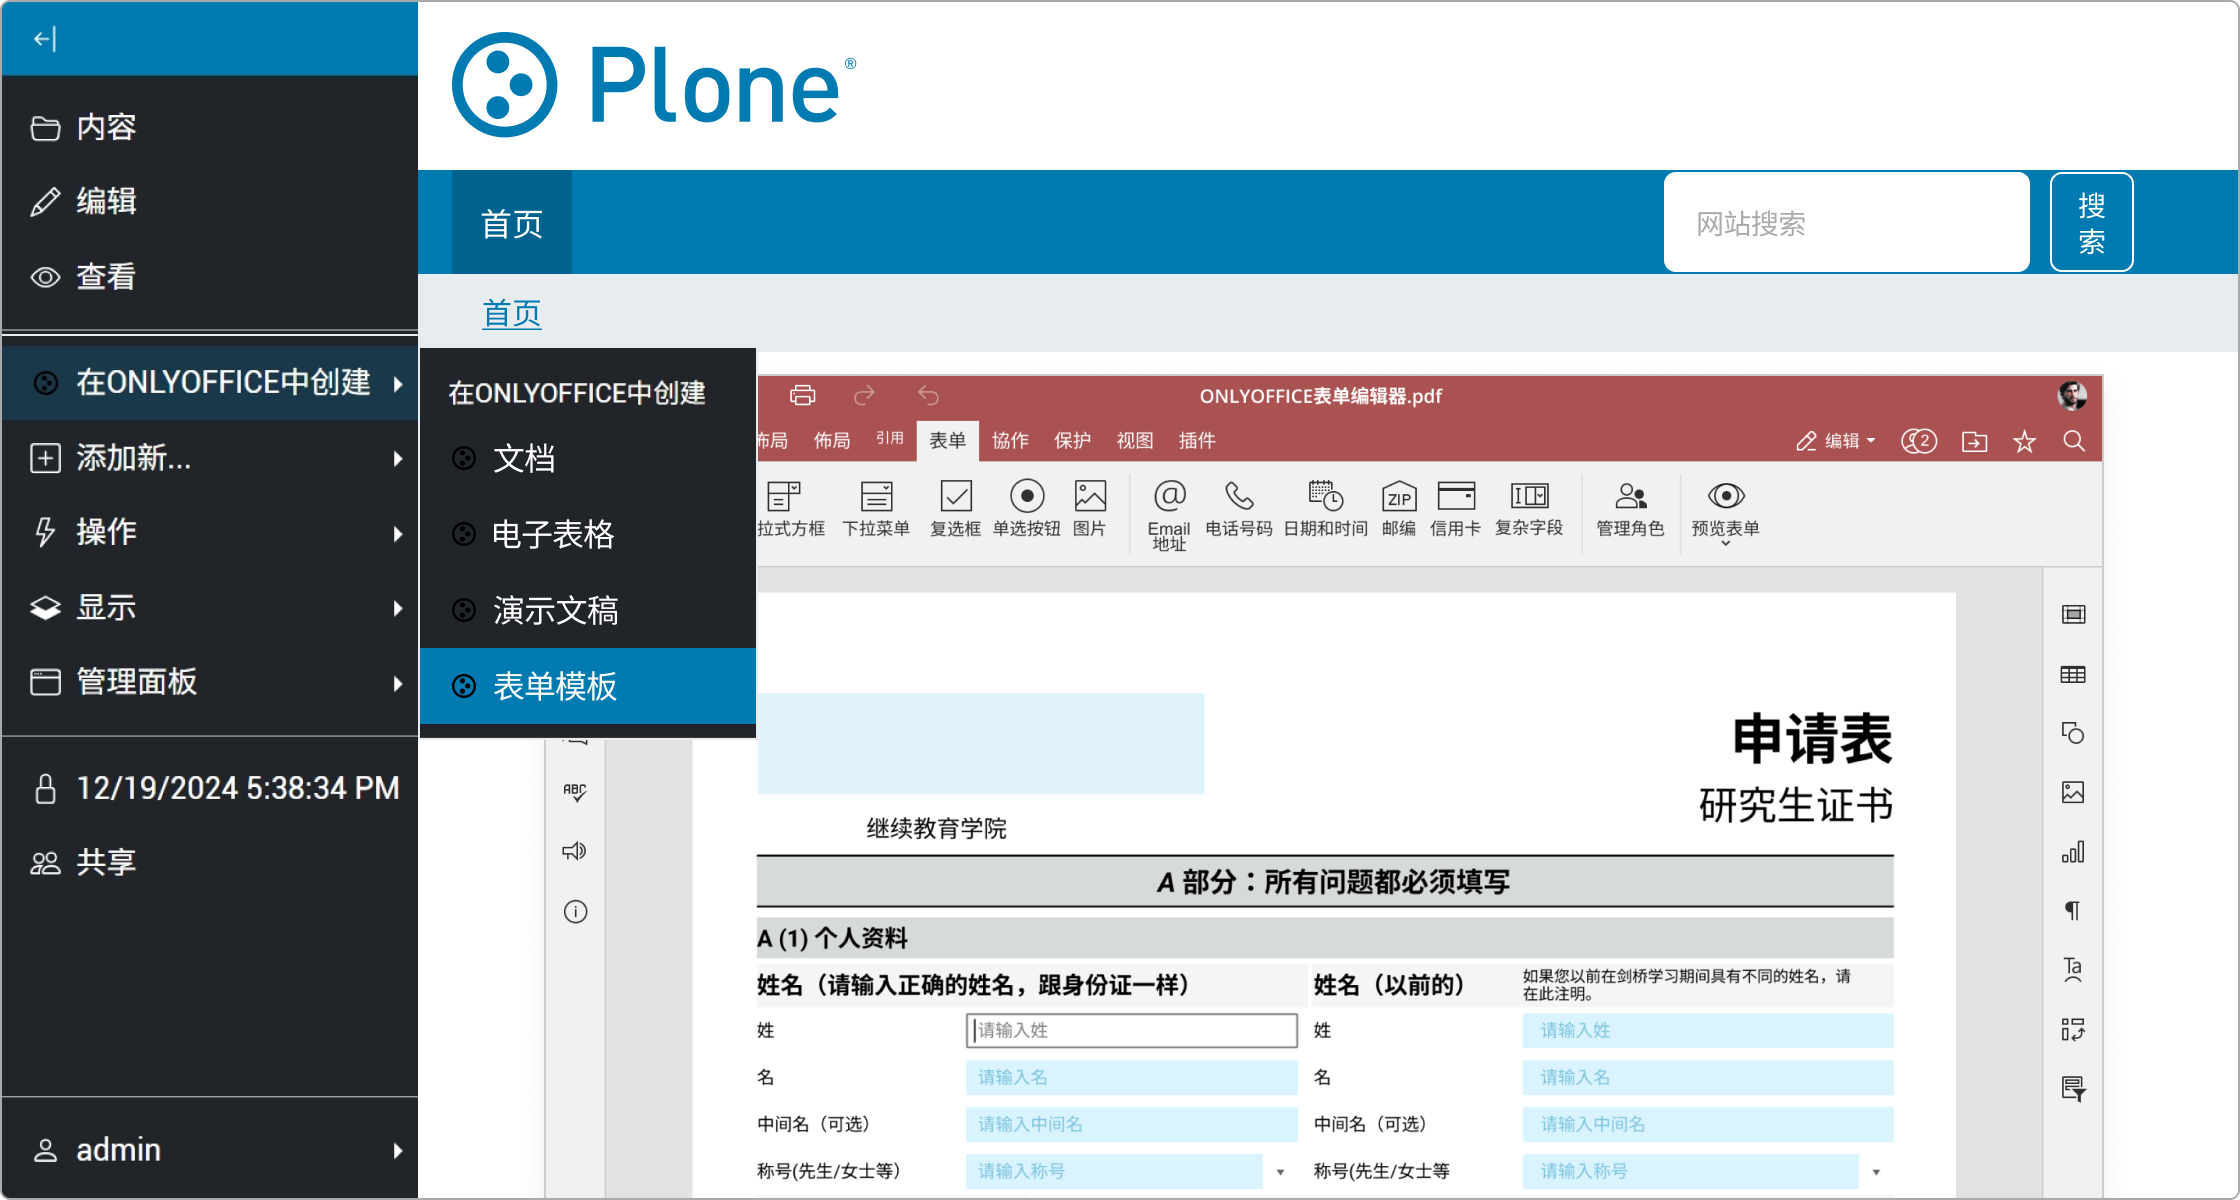 内容
编辑
查看
在ONLYOFFICE中创建
添加新...
操作
显示
管理面板
12/19/2024 5:38:34 PM
共享
admin
Plone®
首页
网站搜索
搜索
首页
在ONLYOFFICE中创建
文档
电子表格
演示文稿
表单模板
ONLYOFFICE表单编辑器.pdf
布局 佈局 引用 表单 協作 保护 视图 插件
编辑 2
拉式方框 下拉菜单 复选框 单选按钮 图片 Email地址 电话号码 日期和时间 ZIP 邮编 信用卡 复杂字段 管理角色 预览表单
ABC
申请表
研究生证书
继续教育学院
A 部分：所有问题都必须填写
A (1) 个人资料
姓名（请输入正确的姓名，跟身份证一样） 姓名（以前的） 如果您以前在剑桥学习期间具有不同的姓名，请
在此注明。
姓 请输入姓 姓 请输入姓
名 请输入名 名 请输入名
中间名（可选） 请输入中间名 中间名（可选） 请输入中间名
称号(先生/女士等） 请输入称号 称号(先生/女士等 请输入称号
Ta